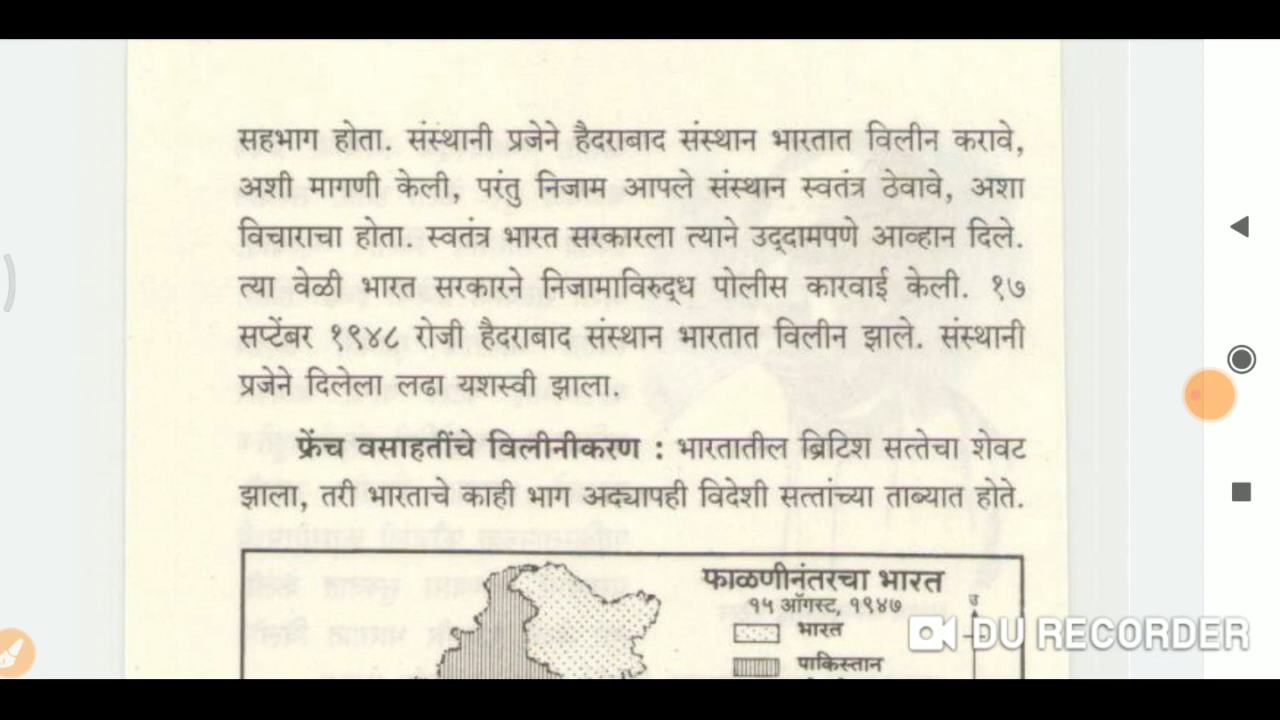 सहभाग होता. संस्थानी प्रजेने हैदराबाद संस्थान भारतात विलीन करावे,
अशी मागणी केली, परंतु निजाम आपले संस्थान स्वतंत्र ठेवावे, अशा
विचाराचा होता. स्वतंत्र भारत सरकारला त्याने उद्दामपणे आव्हान दिले.
त्या वेळी भारत सरकारने निजामाविरुद्ध पोलीस कारवाई केली. १७
सप्टेंबर १९४८ रोजी हैदराबाद संस्थान भारतात विलीन झाले. संस्थानी
प्रजेने दिलेला लढा यशस्वी झाला.
फ्रेंच वसाहतींचे विलीनीकरण : भारतातील ब्रिटिश सत्तेचा शेवट
झाला, तरी भारताचे काही भाग अद्यापही विदेशी सत्तांच्या ताब्यात होते.
फाळणीनंतरचा भारत
१५ ऑगस्ट, १९४७
उ
भारत
पाकिस्तान
DU RECORDER